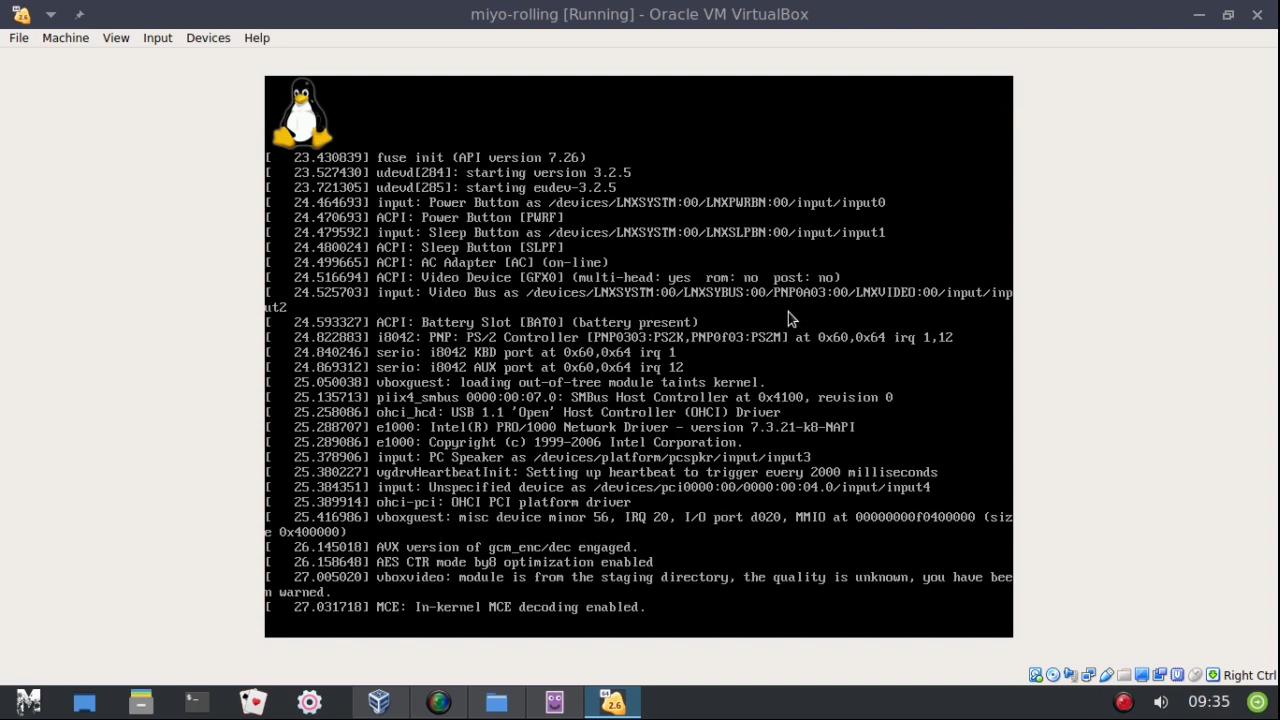 miyo-rolling [Running] - Oracle VM VirtualBox
File Machine View Input Devices Help
[   23.430839] fuse init (API version 7.26)
[   23.527430] udevd[284]: starting version 3.2.5
[   23.721305] udevd[285]: starting eudev-3.2.5
[   24.464693] input: Power Button as /devices/LNXSYSTM:00/LNXPWRBN:00/input/input0
[   24.470693] ACPI: Power Button [PWRF]
[   24.479592] input: Sleep Button as /devices/LNXSYSTM:00/LNXSLPBN:00/input/input1
[   24.480024] ACPI: Sleep Button [SLPF]
[   24.499665] ACPI: AC Adapter [AC] (on-line)
[   24.516694] ACPI: Video Device [GFX0] (multi-head: yes  rom: no  post: no)
[   24.525703] input: Video Bus as /devices/LNXSYSTM:00/LNXSYBUS:00/PNP0A03:00/LNXVIDEO:00/input/inp
ut2
[   24.593327] ACPI: Battery Slot [BAT0] (battery present)
[   24.822883] i8042: PNP: PS/2 Controller [PNP0303:PS2K,PNP0f03:PS2M] at 0x60,0x64 irq 1,12
[   24.840246] serio: i8042 KBD port at 0x60,0x64 irq 1
[   24.869312] serio: i8042 AUX port at 0x60,0x64 irq 12
[   25.050038] vboxguest: loading out-of-tree module taints kernel.
[   25.135713] piix4_smbus 0000:00:07.0: SMBus Host Controller at 0x4100, revision 0
[   25.258086] ohci_hcd: USB 1.1 'Open' Host Controller (OHCI) Driver
[   25.288707] e1000: Intel(R) PRO/1000 Network Driver - version 7.3.21-k8-NAPI
[   25.289086] e1000: Copyright (c) 1999-2006 Intel Corporation.
[   25.378906] input: PC Speaker as /devices/platform/pcspkr/input/input3
[   25.380227] vgdrvHeartbeatInit: Setting up heartbeat to trigger every 2000 milliseconds
[   25.384351] input: Unspecified device as /devices/pci0000:00/0000:00:04.0/input/input4
[   25.389914] ohci-pci: OHCI PCI platform driver
[   25.416986] vboxguest: misc device minor 56, IRQ 20, I/O port d020, MMIO at 00000000f0400000 (siz
e 0x400000)
[   26.145018] AVX version of gcm_enc/dec engaged.
[   26.158648] AES CTR mode by8 optimization enabled
[   27.005020] vboxvideo: module is from the staging directory, the quality is unknown, you have bee
n warned.
[   27.031718] MCE: In-kernel MCE decoding enabled.
Right Ctrl
64
2.6
09:35